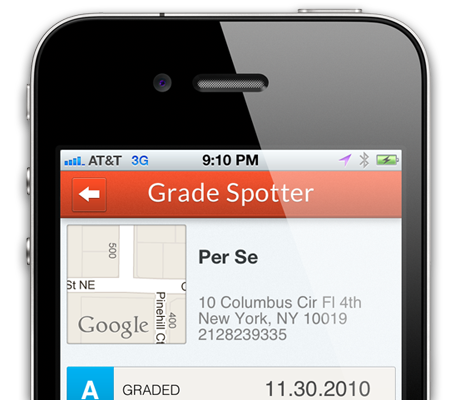 AT&T 3G 9:10 PM
Grade Spotter
500
St NE
Pinehill Ct
400
Google
Per Se
10 Columbus Cir Fl 4th
New York, NY 10019
2128239335
A GRADED 11.30.2010